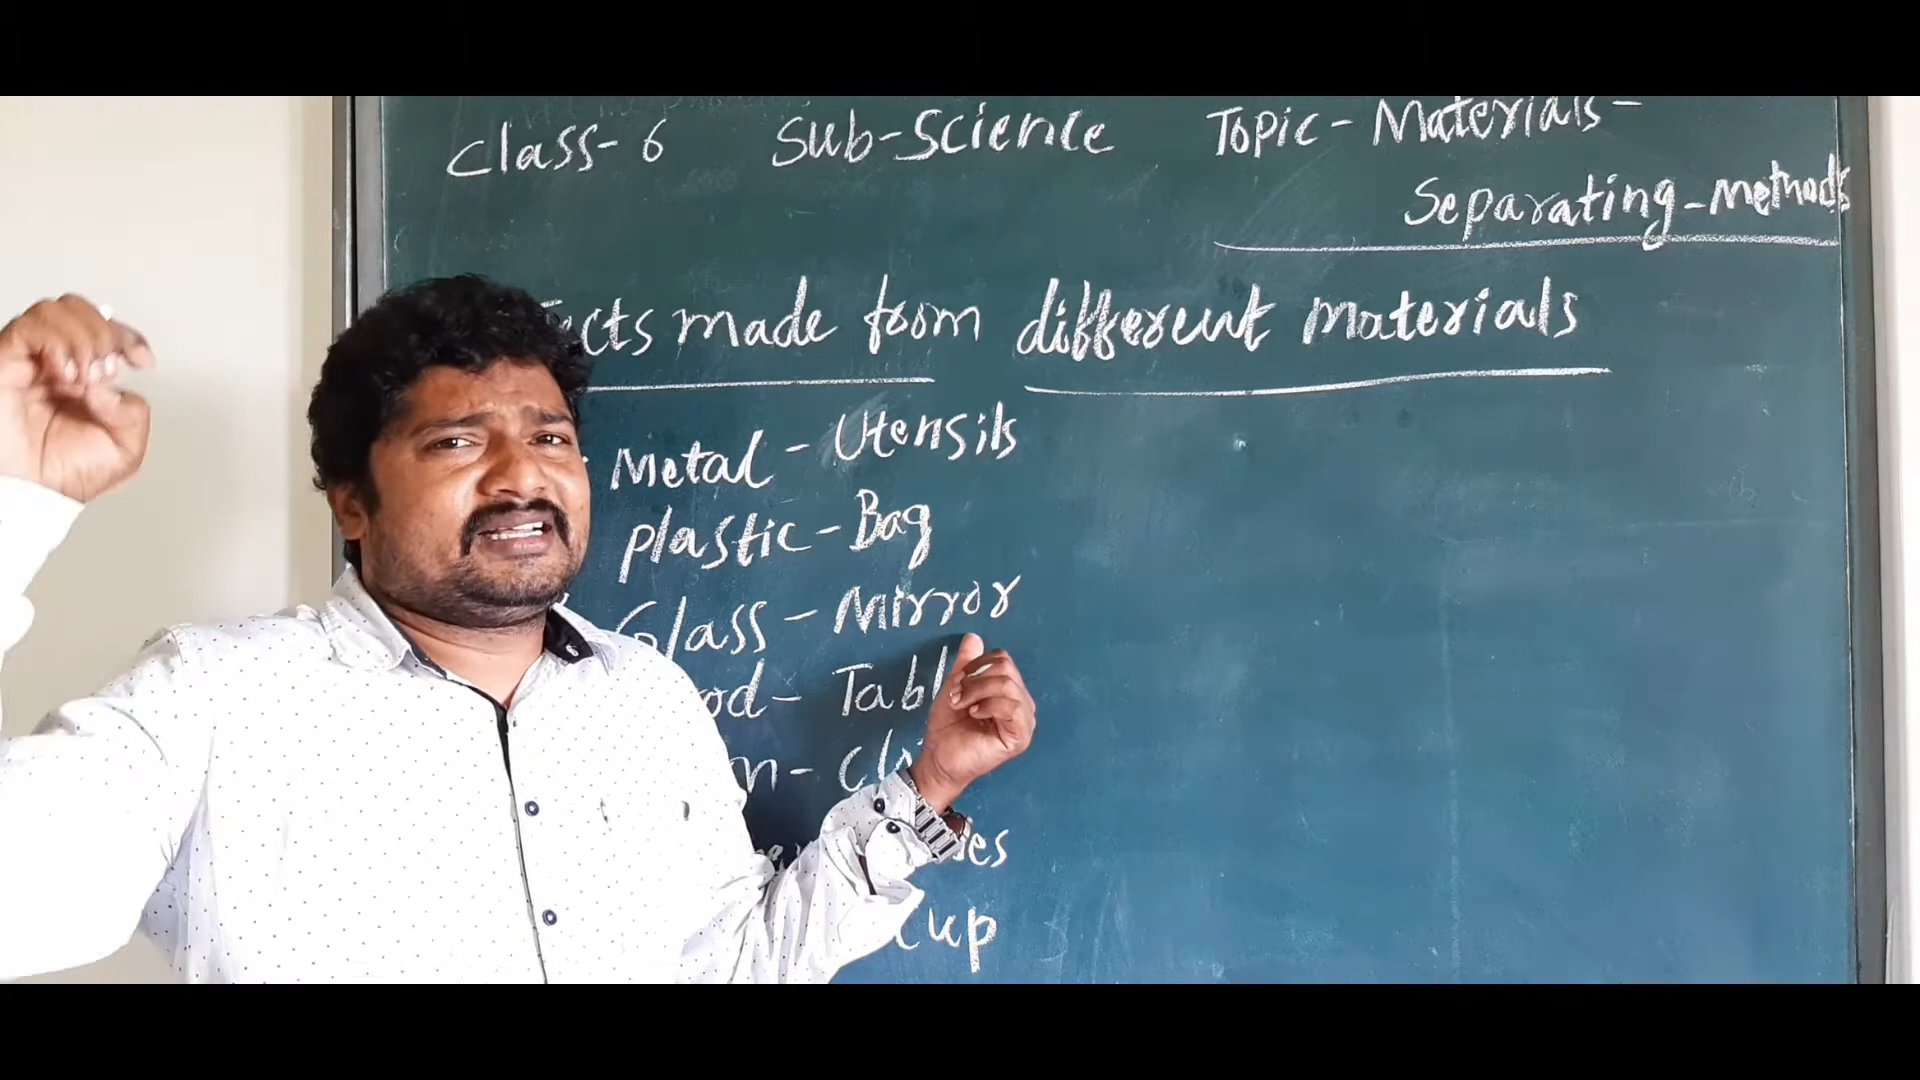 Class-6 Sub-Science Topic-Materials-
Separating-methods
made from different materials
Metal - Utensils
plastic - Bag
Glass - Mirror
cup